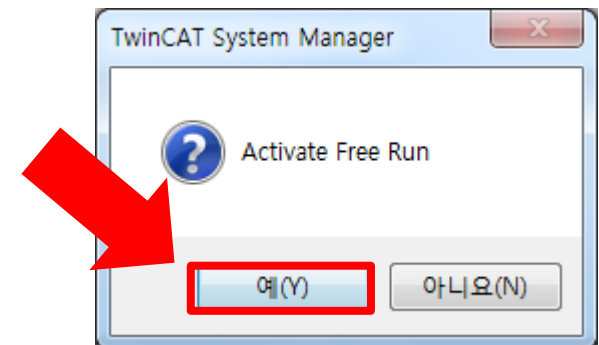 TwinCAT System Manager
Activate Free Run
예(Y)
아니요(N)